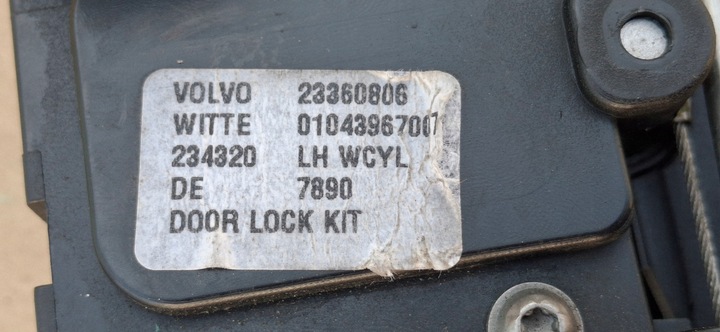 VOLVO 23360806
WITTE 01043967007
234320 LH WCYL
DE 7890
DOOR LOCK KIT